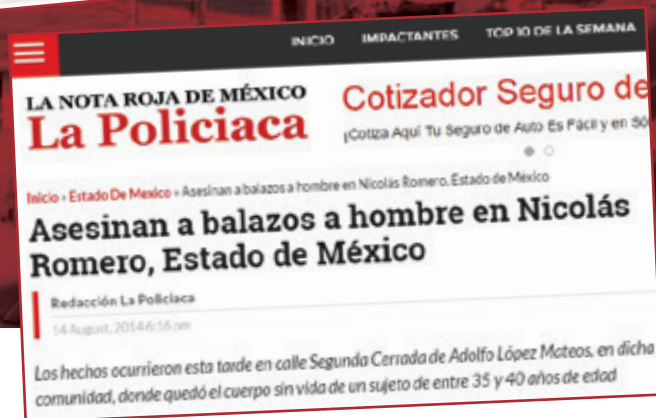 INICIO IMPACTANTES TOP 10 DE LA SEMANA
LA NOTA ROJA DE MÉXICO
La Policiaca
Cotizador Seguro de
¡Cotiza Aquí Tu Seguro de Auto Es Fácil y en
Inicio » Estado De Mexico » Asesinan a balazos a hombre en Nicolás Romero, Estado de México
Asesinan a balazos a hombre en Nicolás
Romero, Estado de México
Redacción La Policiaca
14 August, 2014 6:16 pm
Los hechos ocurrieron esta tarde en calle Segunda Cerrada de Adolfo López Mateos, en dicha
comunidad, donde quedó el cuerpo sin vida de un sujeto de entre 35 y 40 años de edad